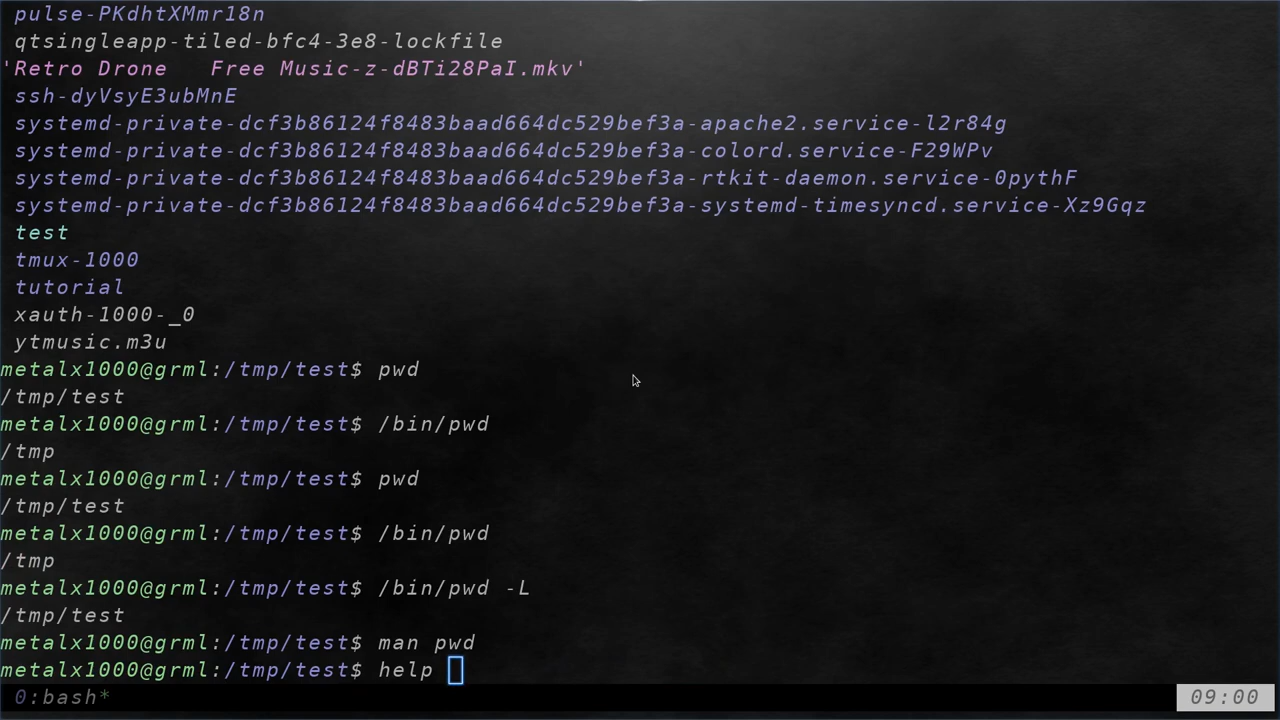 pulse-PKdhtXMmr18n
qtsingleapp-tiled-bfc4-3e8-lockfile
'Retro Drone   Free Music-z-dBTi28PaI.mkv'
ssh-dyVsyE3ubMnE
systemd-private-dcf3b86124f8483baad664dc529bef3a-apache2.service-l2r84g
systemd-private-dcf3b86124f8483baad664dc529bef3a-colord.service-F29WPv
systemd-private-dcf3b86124f8483baad664dc529bef3a-rtkit-daemon.service-0pythF
systemd-private-dcf3b86124f8483baad664dc529bef3a-systemd-timesyncd.service-Xz9Gqz
test
tmux-1000
tutorial
xauth-1000-_0
ytmusic.m3u
metalx1000@grml:/tmp/test$ pwd
/tmp/test
metalx1000@grml:/tmp/test$ /bin/pwd
/tmp
metalx1000@grml:/tmp/test$ pwd
/tmp/test
metalx1000@grml:/tmp/test$ /bin/pwd
/tmp
metalx1000@grml:/tmp/test$ /bin/pwd -L
/tmp/test
metalx1000@grml:/tmp/test$ man pwd
metalx1000@grml:/tmp/test$ help
0:bash* 09:00